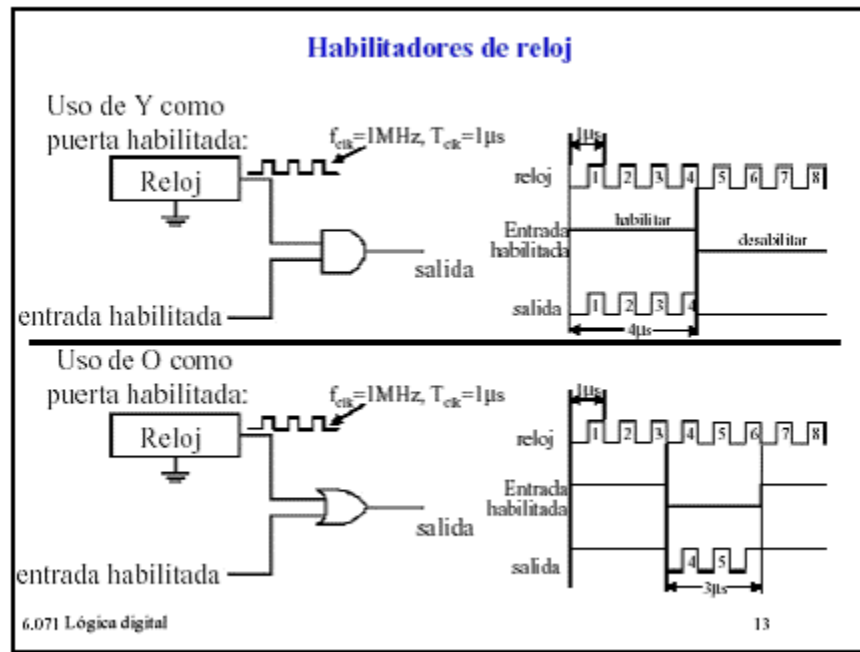 Habilitadores de reloj
Uso de Y como
puerta habilitada:
fclk=1MHz, Tclk=1µs
Reloj
salida
entrada habilitada
1µs
reloj
1 2 3 4 5 6 7 8
Entrada
habilitada
habilitar
desabilitar
salida
1 2 3 4
4µs
Uso de O como
puerta habilitada:
fclk=1MHz, Tclk=1µs
Reloj
salida
entrada habilitada
1µs
reloj
1 2 3 4 5 6 7 8
Entrada
habilitada
salida
4 5
3µs
6.071 Lógica digital
13